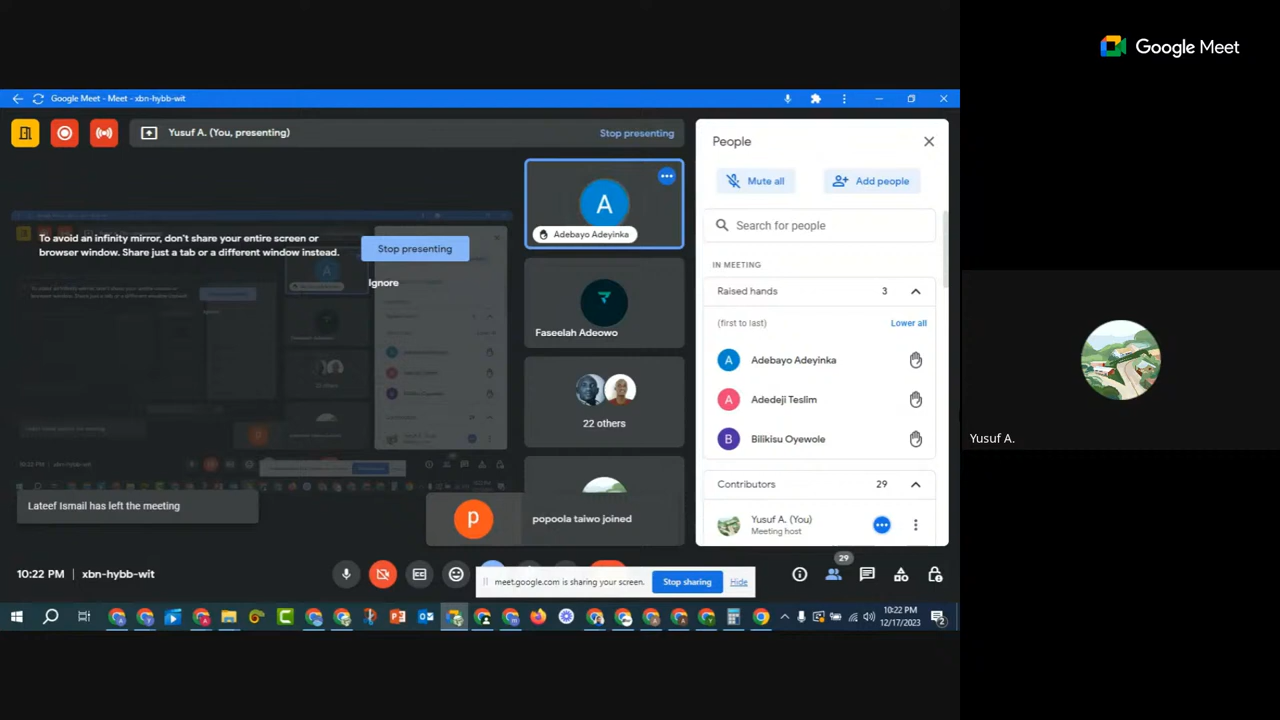 Google Meet
Google Meet - Meet - xbn-hybb-wit
Yusuf A. (You, presenting)
Stop presenting
To avoid an infinity mirror, don't share your entire screen or
browser window. Share just a tab or a different window instead.
Stop presenting
Ignore
A
Adebayo Adeyinka
Faseelah Adeowo
22 others
Lateef Ismail has left the meeting
p
popoola taiwo joined
People
Mute all
Add people
Search for people
IN MEETING
Raised hands 3
(first to last) Lower all
A Adebayo Adeyinka
A Adedeji Teslim
B Bilikisu Oyewole
Contributors 29
Yusuf A. (You)
Meeting host
Yusuf A.
10:22 PM | xbn-hybb-wit
29
meet.google.com is sharing your screen. Stop sharing Hide
10:22 PM
12/17/2023
2